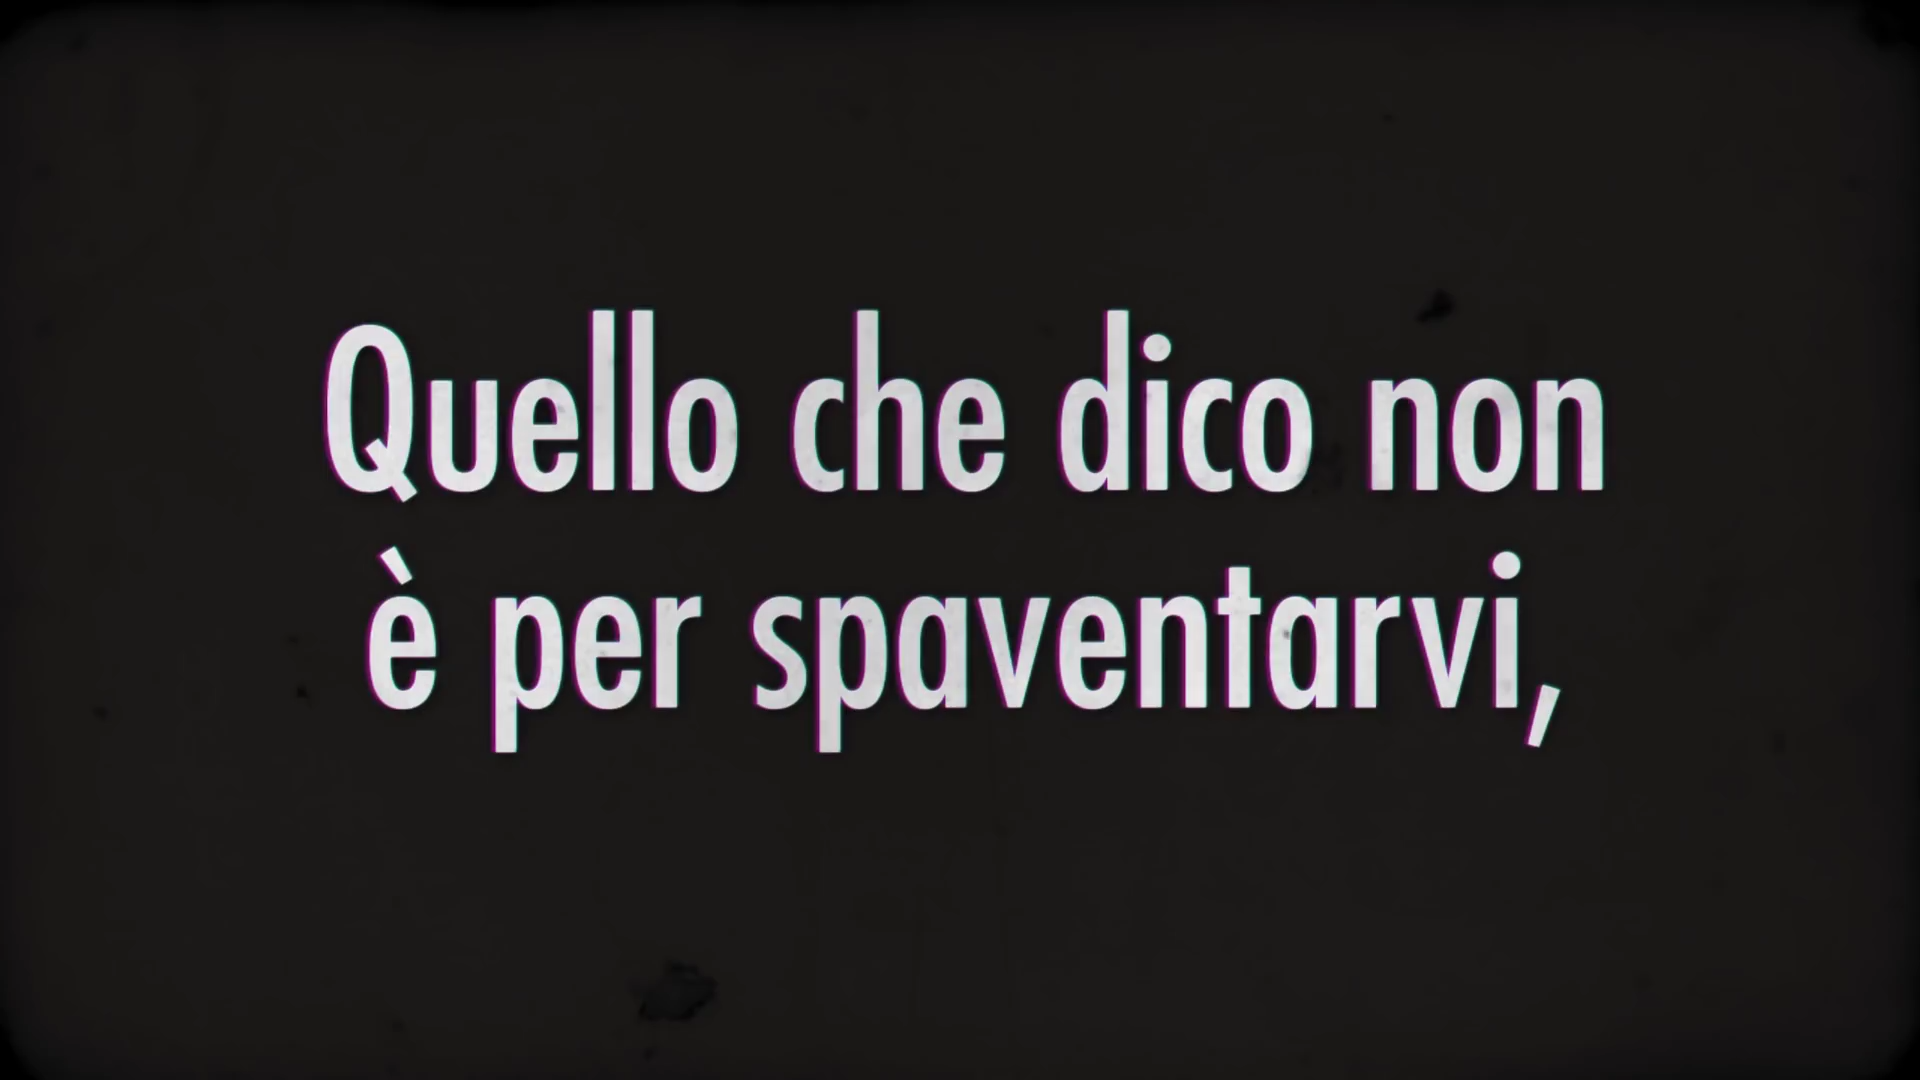 Quello che dico non
è per spaventarvi,